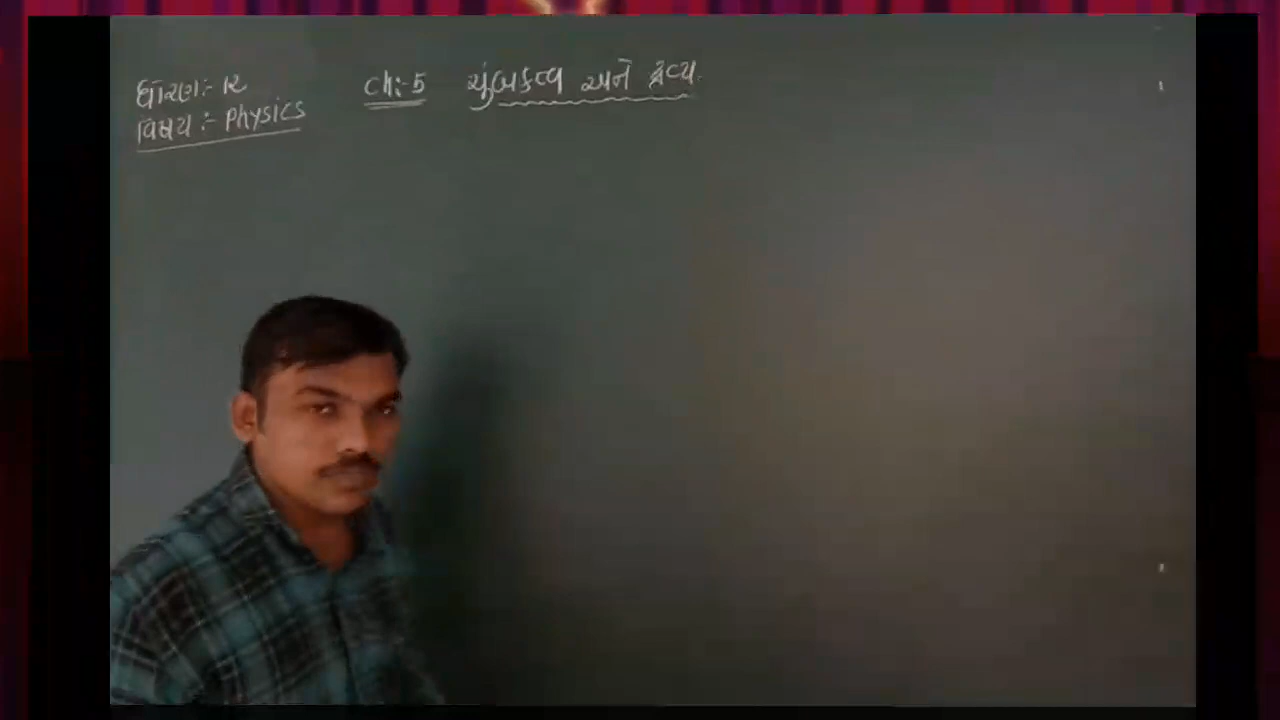 ધોરણ:- ૧૨
Ch:-5 ચુંબકત્વ અને દ્રવ્ય.
વિષય :- Physics